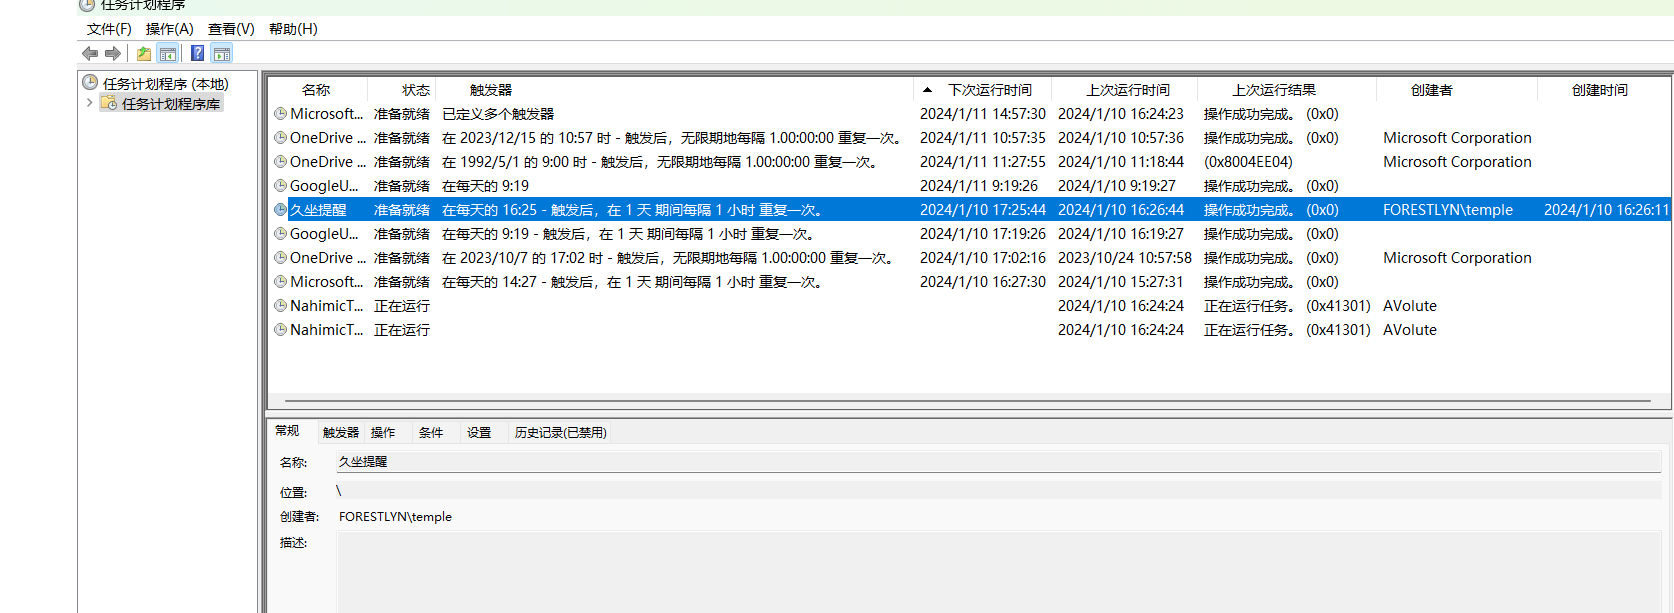 任务计划程序
文件(F) 操作(A) 查看(V) 帮助(H)
任务计划程序 (本地)
任务计划程序库
名称 状态 触发器 下次运行时间 上次运行时间 上次运行结果 创建者 创建时间
Microsoft... 准备就绪 已定义多个触发器 2024/1/11 14:57:30 2024/1/10 16:24:23 操作成功完成。 (0x0)
OneDrive ... 准备就绪 在 2023/12/15 的 10:57 时 - 触发后，无限期地每隔 1.00:00:00 重复一次。 2024/1/11 10:57:35 2024/1/10 10:57:36 操作成功完成。 (0x0) Microsoft Corporation
OneDrive ... 准备就绪 在 1992/5/1 的 9:00 时 - 触发后，无限期地每隔 1.00:00:00 重复一次。 2024/1/11 11:27:55 2024/1/10 11:18:44 (0x8004EE04) Microsoft Corporation
GoogleU... 准备就绪 在每天的 9:19 2024/1/11 9:19:26 2024/1/10 9:19:27 操作成功完成。 (0x0)
久坐提醒 准备就绪 在每天的 16:25 - 触发后，在 1 天 期间每隔 1 小时 重复一次。 2024/1/10 17:25:44 2024/1/10 16:26:44 操作成功完成。 (0x0) FORESTLYN\temple 2024/1/10 16:26:11
GoogleU... 准备就绪 在每天的 9:19 - 触发后，在 1 天 期间每隔 1 小时 重复一次。 2024/1/10 17:19:26 2024/1/10 16:19:27 操作成功完成。 (0x0)
OneDrive ... 准备就绪 在 2023/10/7 的 17:02 时 - 触发后，无限期地每隔 1.00:00:00 重复一次。 2024/1/10 17:02:16 2023/10/24 10:57:58 操作成功完成。 (0x0) Microsoft Corporation
Microsoft... 准备就绪 在每天的 14:27 - 触发后，在 1 天 期间每隔 1 小时 重复一次。 2024/1/10 16:27:30 2024/1/10 15:27:31 操作成功完成。 (0x0)
NahimicT... 正在运行 2024/1/10 16:24:24 正在运行任务。 (0x41301) AVolute
NahimicT... 正在运行 2024/1/10 16:24:24 正在运行任务。 (0x41301) AVolute
常规 触发器 操作 条件 设置 历史记录(已禁用)
名称: 久坐提醒
位置: \
创建者: FORESTLYN\temple
描述: